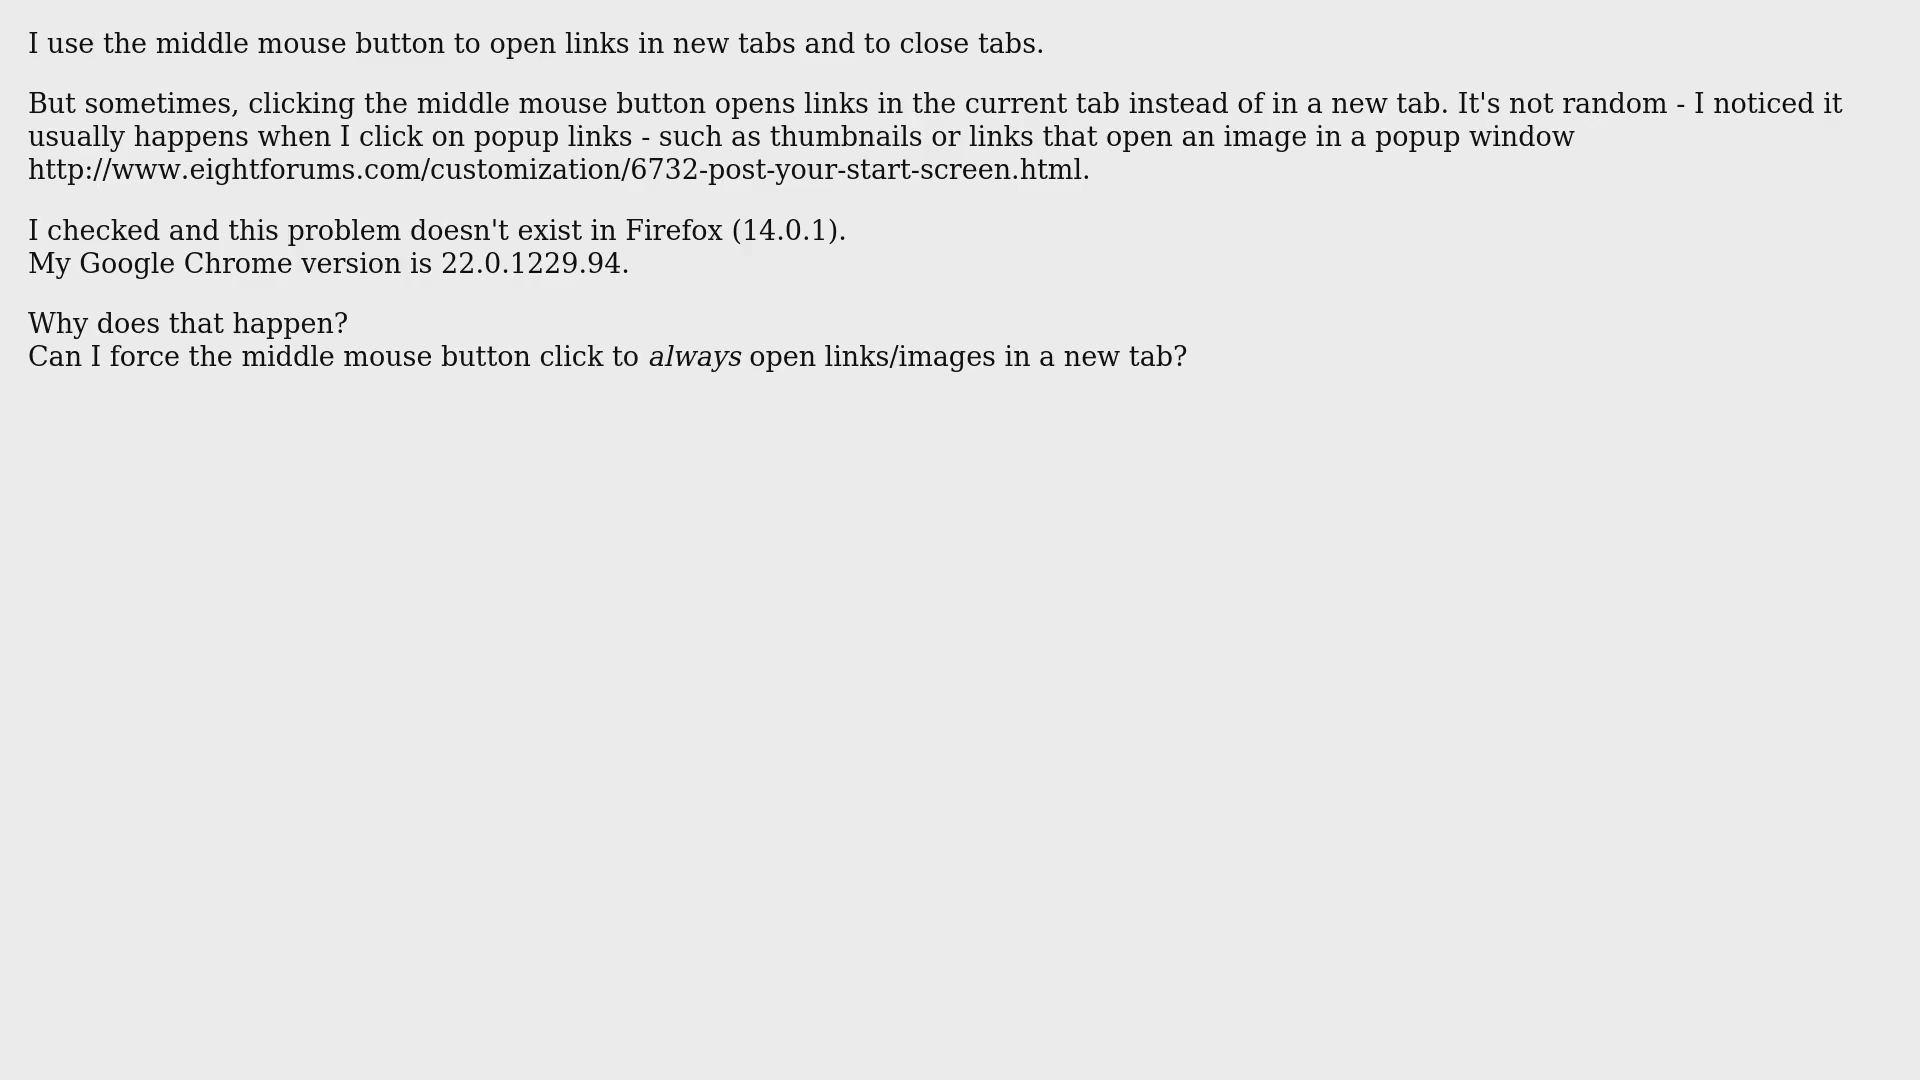 I use the middle mouse button to open links in new tabs and to close tabs.
But sometimes, clicking the middle mouse button opens links in the current tab instead of in a new tab. It's not random - I noticed it
usually happens when I click on popup links - such as thumbnails or links that open an image in a popup window
http://www.eightforums.com/customization/6732-post-your-start-screen.html.
I checked and this problem doesn't exist in Firefox (14.0.1).
My Google Chrome version is 22.0.1229.94.
Why does that happen?
Can I force the middle mouse button click to always open links/images in a new tab?